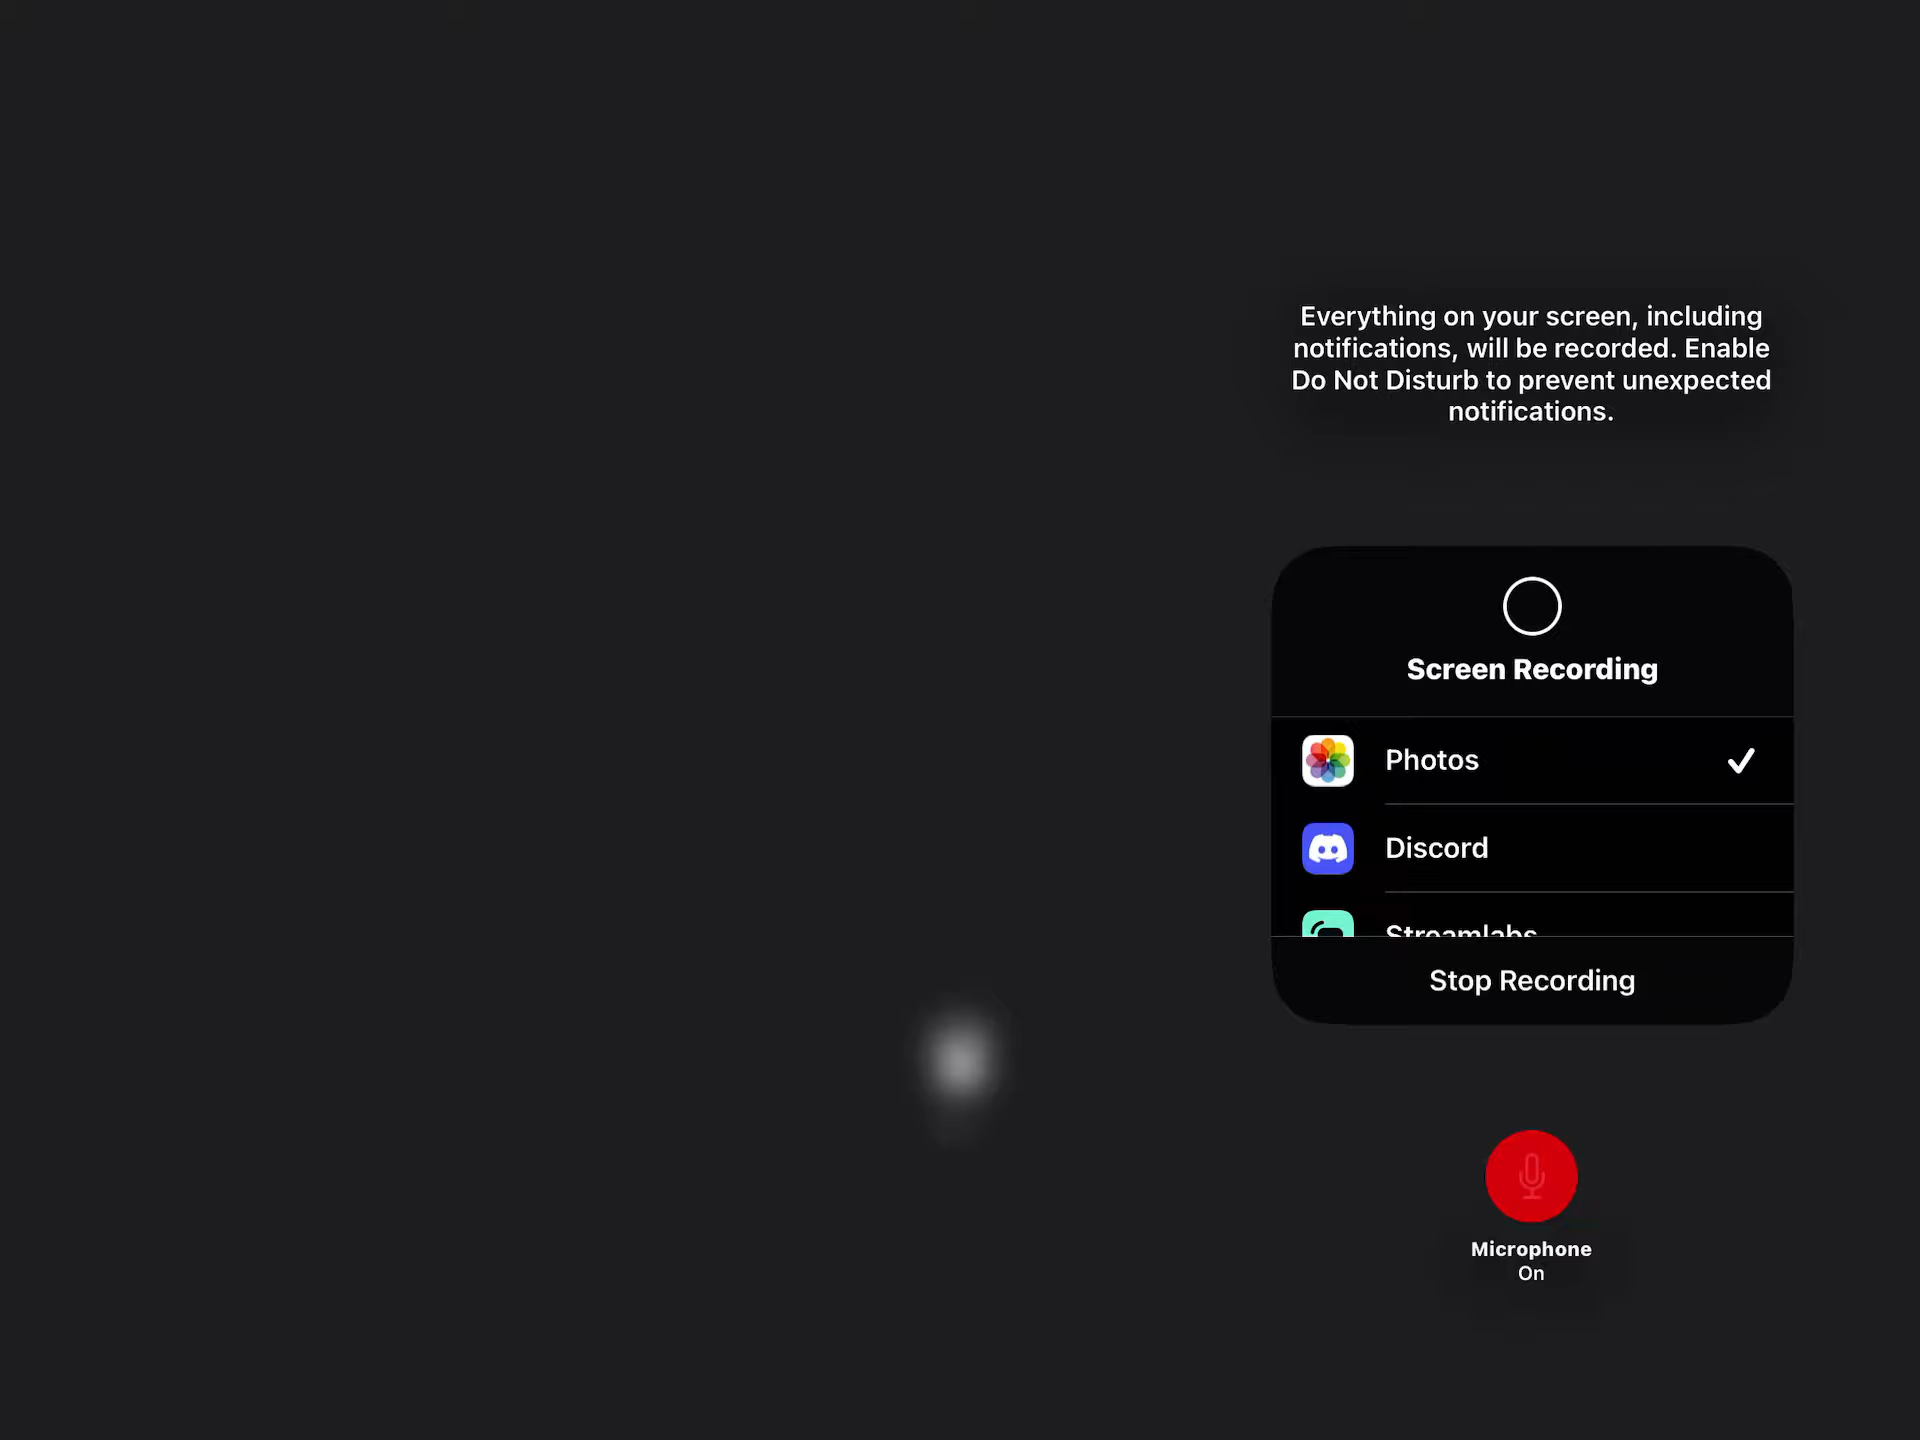 Everything on your screen, including
notifications, will be recorded. Enable
Do Not Disturb to prevent unexpected
notifications.
Screen Recording
Photos
Discord
Streamlabs
Stop Recording
Microphone
On